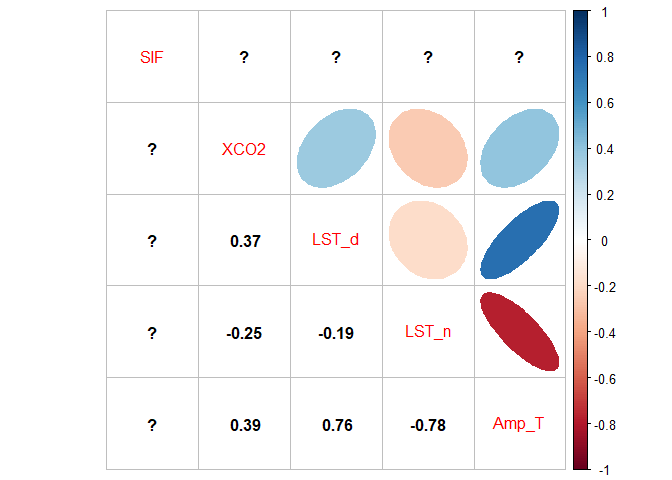 SIF ? ? ? ?
? XCO2
? 0.37 LST_d
? -0.25 -0.19 LST_n
? 0.39 0.76 -0.78 Amp_T
1
0.8
0.6
0.4
0.2
0
-0.2
-0.4
-0.6
-0.8
-1